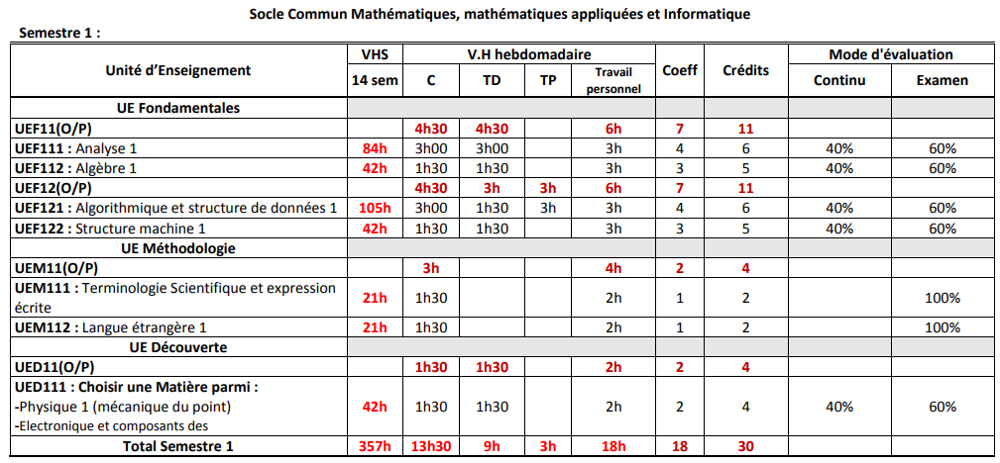 Socle Commun Mathématiques, mathématiques appliquées et Informatique
Semestre 1 :
Unité d'Enseignement VHS V.H hebdomadaire Coeff Crédits Mode d'évaluation
14 sem C TD TP Travail personnel Continu Examen
UE Fondamentales
UEF11(O/P) 4h30 4h30 6h 7 11
UEF111 : Analyse 1 84h 3h00 3h00 3h 4 6 40% 60%
UEF112 : Algèbre 1 42h 1h30 1h30 3h 3 5 40% 60%
UEF12(O/P) 4h30 3h 3h 6h 7 11
UEF121 : Algorithmique et structure de données 1 105h 3h00 1h30 3h 3h 4 6 40% 60%
UEF122 : Structure machine 1 42h 1h30 1h30 3h 3 5 40% 60%
UE Méthodologie
UEM11(O/P) 3h 4h 2 4
UEM111 : Terminologie Scientifique et expression
écrite 21h 1h30 2h 1 2 100%
UEM112 : Langue étrangère 1 21h 1h30 2h 1 2 100%
UE Découverte
UED11(O/P) 1h30 1h30 2h 2 4
UED111 : Choisir une Matière parmi :
-Physique 1 (mécanique du point) 42h 1h30 1h30 2h 2 4 40% 60%
-Electronique et composants des
Total Semestre 1 357h 13h30 9h 3h 18h 18 30